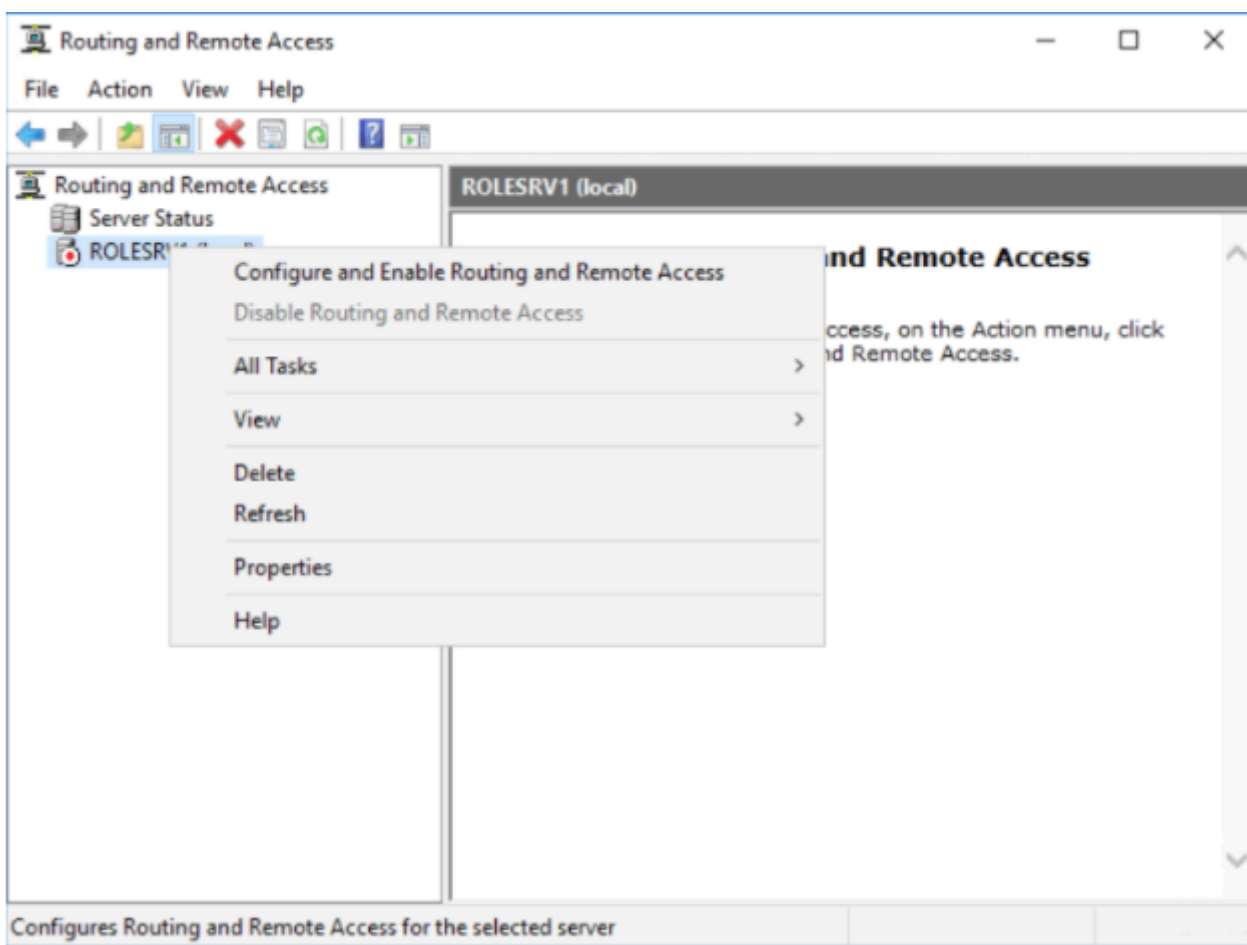 Routing and Remote Access
File Action View Help
Routing and Remote Access
ROLESRV1 (local)
Server Status
Configure and Enable Routing and Remote Access
and Remote Access
Disable Routing and Remote Access
ccess, on the Action menu, click
nd Remote Access.
All Tasks
View
Delete
Refresh
Properties
Help
Configures Routing and Remote Access for the selected server